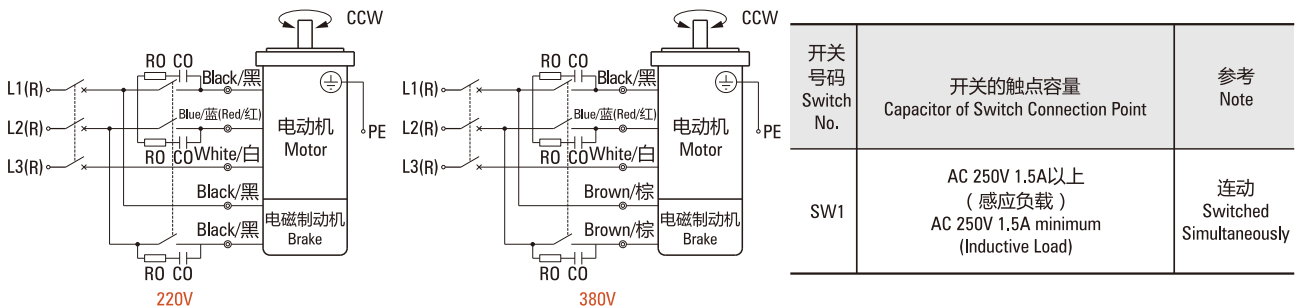 CCW
RO CO
Black/黑
L1(R)
Blue/蓝(Red/红)
L2(R)
电动机
Motor
PE
RO CO
White/白
L3(R)
Black/黑
电磁制动机
Brake
Black/黑
RO CO
220V
CCW
RO CO
Black/黑
L1(R)
Blue/蓝(Red/红)
L2(R)
电动机
Motor
PE
RO CO
White/白
L3(R)
Brown/棕
电磁制动机
Brake
Brown/棕
RO CO
380V
开关
号码
Switch
No.
开关的触点容量
Capacitor of Switch Connection Point
参考
Note
SW1
AC 250V 1.5A以上
(感应负载)
AC 250V 1.5A minimum
(Inductive Load)
连动
Switched
Simultaneously